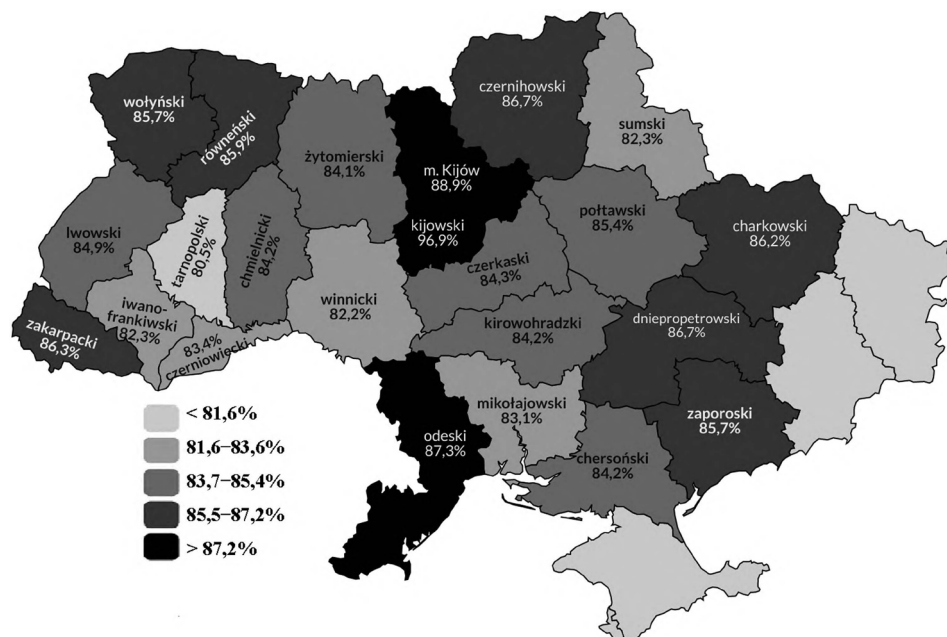 wołyński
85,7%
równeński
85,9%
żytomierski
84,1%
m. Kijów
88,9%
kijowski
96,9%
czernihowski
86,7%
sumski
82,3%
lwowski
84,9%
tarnopolski
80,5%
chmielnicki
84,2%
winnicki
82,2%
czerkaski
84,3%
połtawski
85,4%
charkowski
86,2%
zakarpacki
86,3%
iwano-
frankiwski
82,3%
83,4%
czerniowiecki
kirowohradzki
84,2%
dniepropetrowski
86,7%
odeski
87,3%
mikołajowski
83,1%
chersoński
84,2%
zaporoski
85,7%
< 81,6%
81,6–83,6%
83,7–85,4%
85,5–87,2%
> 87,2%